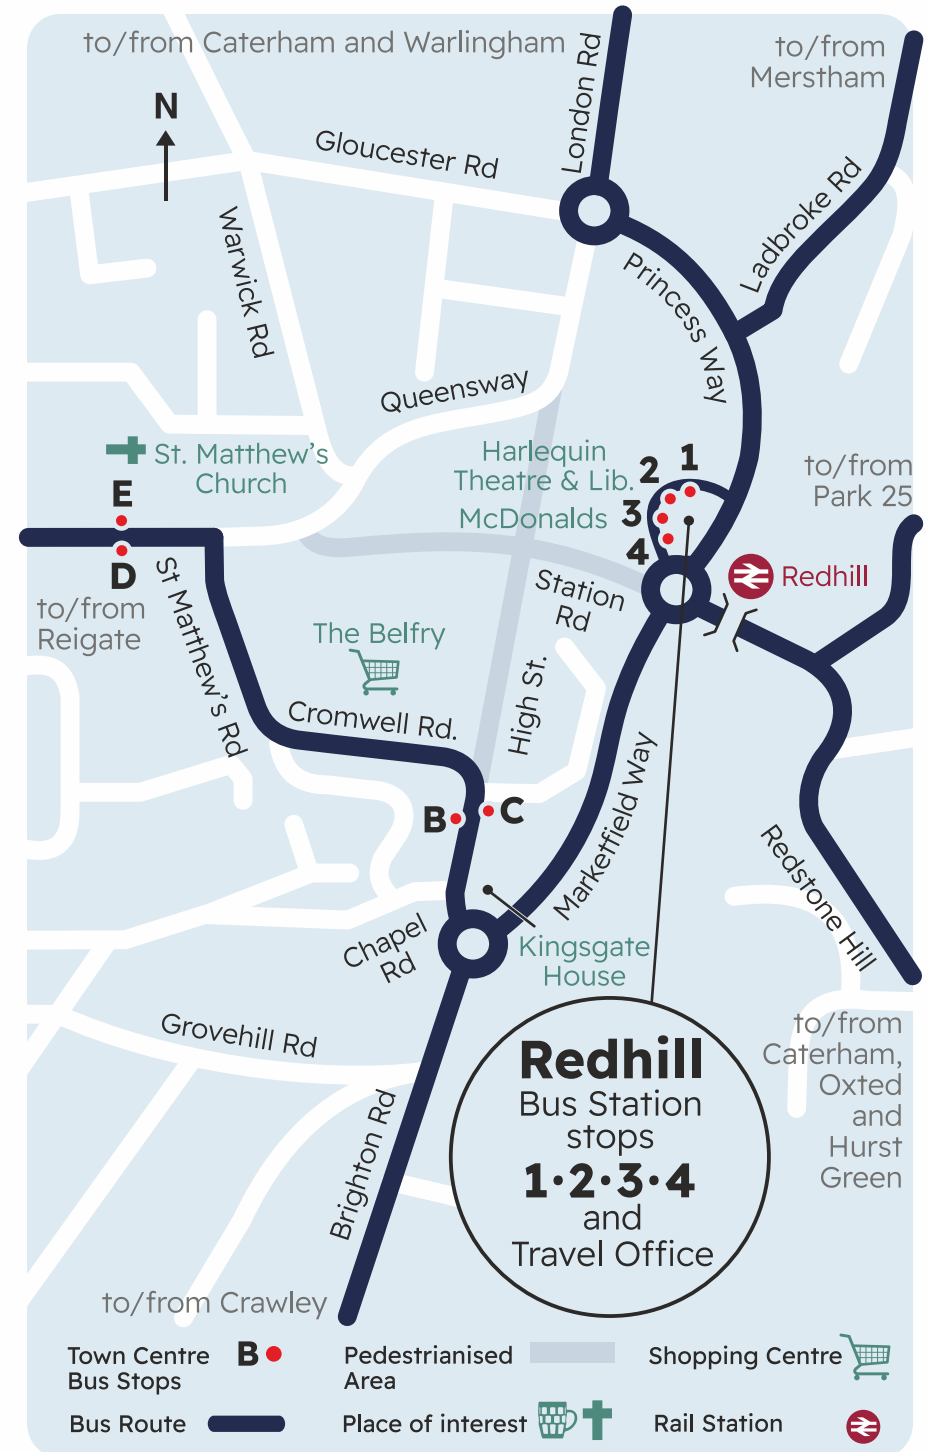 to/from Caterham and Warlingham
London Rd
to/from
Merstham
N
Gloucester Rd
Ladbroke Rd
Warwick Rd
Princess Way
Queensway
St. Matthew's
Church
Harlequin
Theatre & Lib.
McDonalds
1
2
3
4
to/from
Park 25
E
D
to/from
Reigate
St Matthew's Rd
Station
Rd
Redhill
The Belfry
Cromwell Rd.
High St.
B
C
Marketfield Way
Redstone Hill
Chapel
Rd
Kingsgate
House
Grovehill Rd
Brighton Rd
to/from
Caterham,
Oxted
and
Hurst
Green
Redhill
Bus Station
stops
1·2·3·4
and
Travel Office
to/from Crawley
Town Centre
Bus Stops
B
Pedestrianised
Area
Shopping Centre
Bus Route
Place of interest
Rail Station